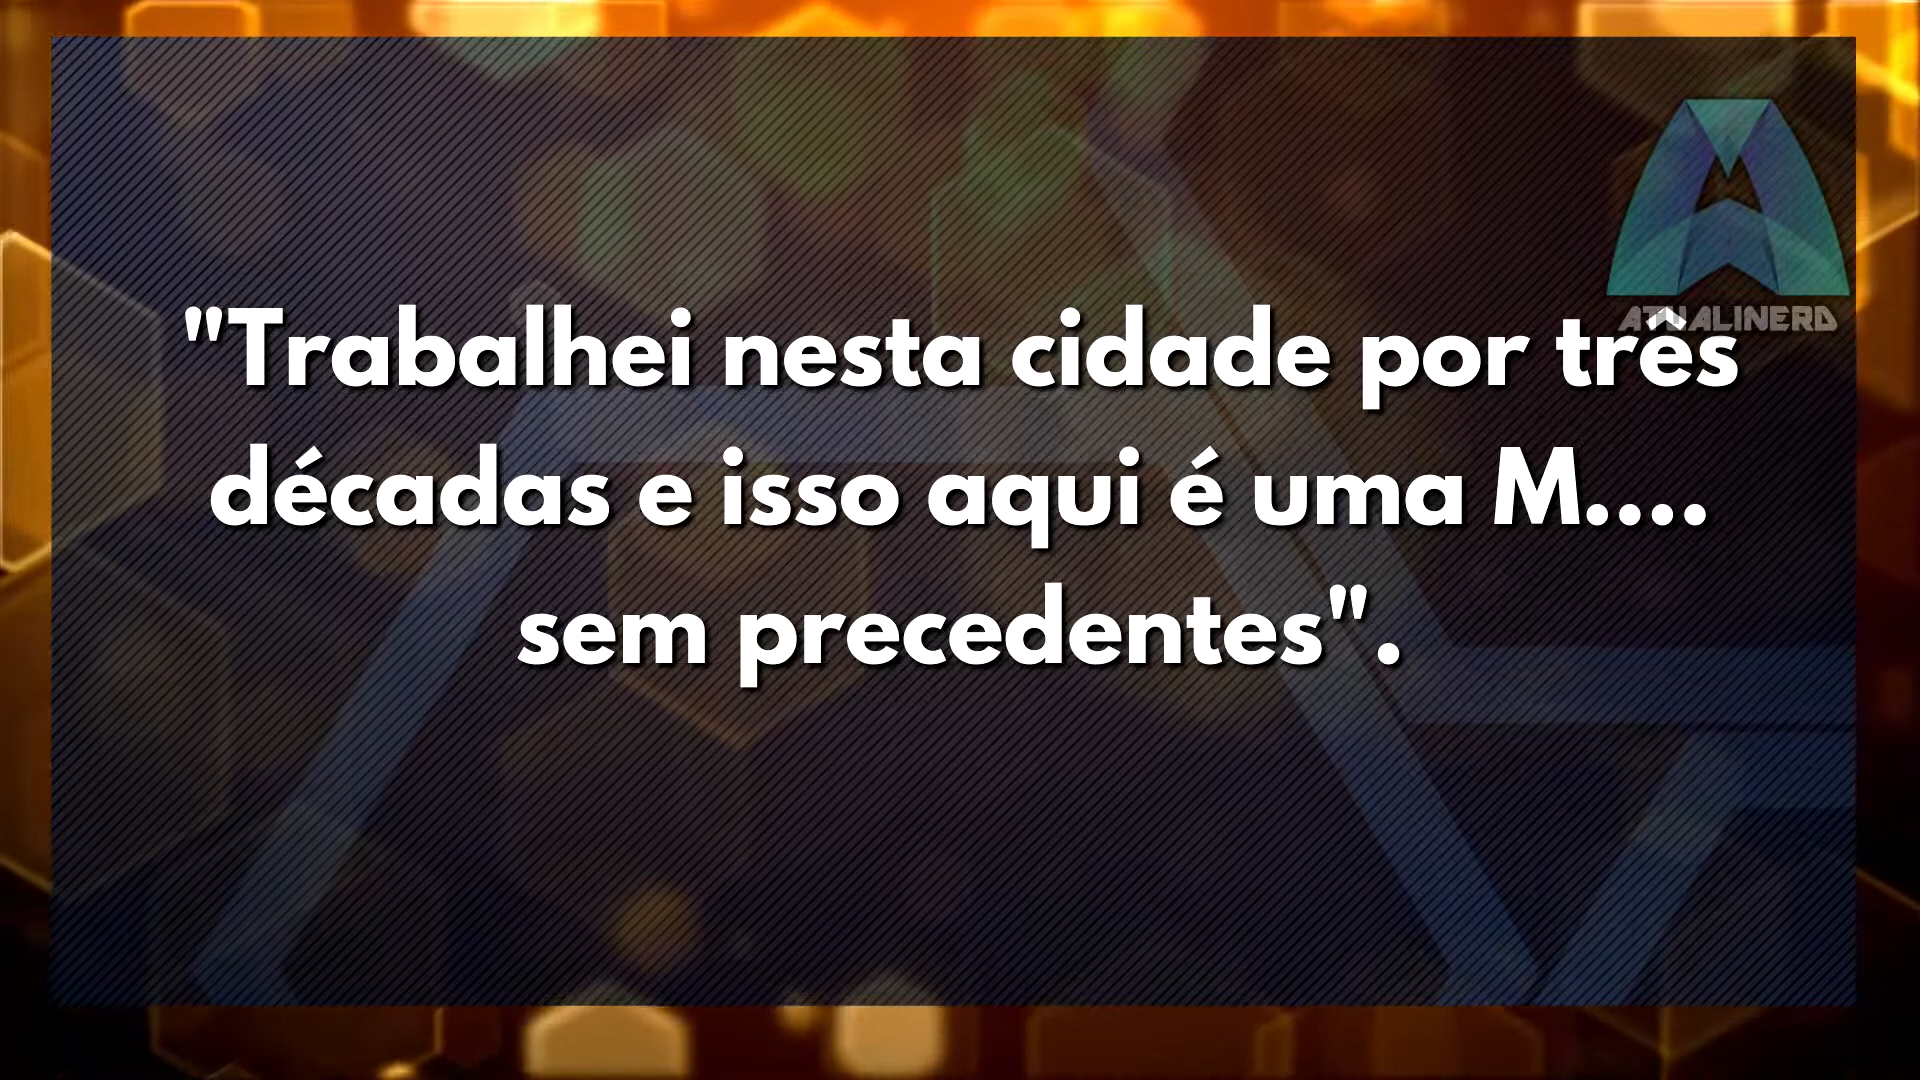 ATUALINERD
"Trabalhei nesta cidade por três
décadas e isso aqui é uma M....
sem precedentes".